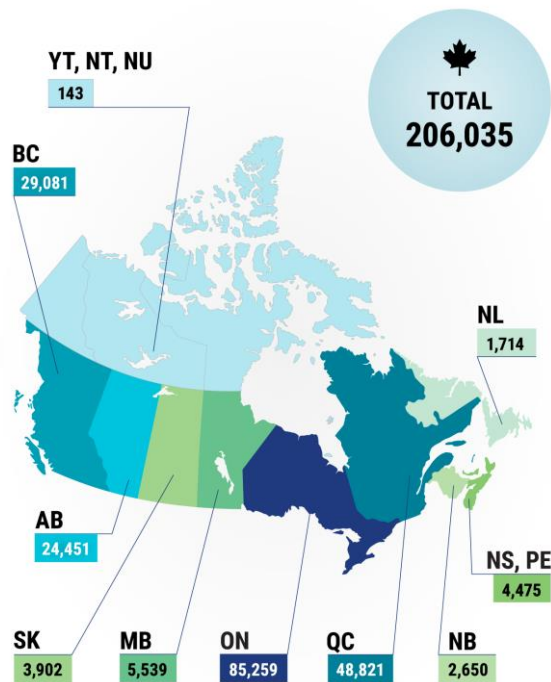 TOTAL
206,035
YT, NT, NU
143
BC
29,081
NL
1,714
AB
24,451
NS, PE
4,475
SK
3,902
MB
5,539
ON
85,259
QC
48,821
NB
2,650